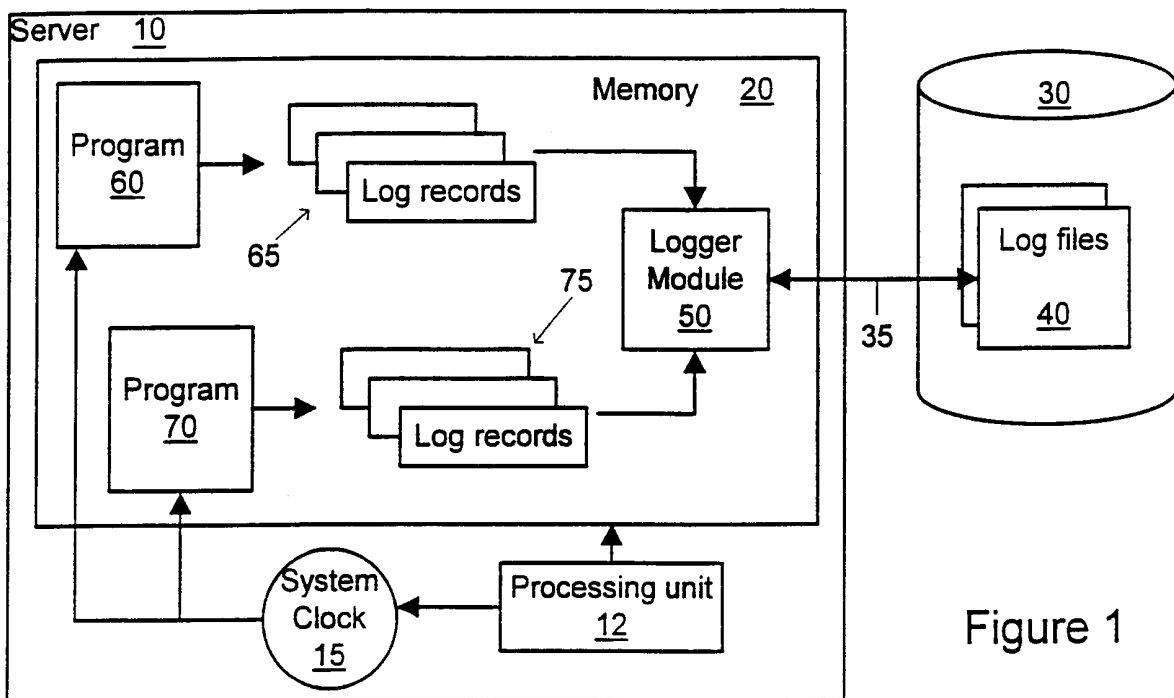 Server 10
Memory 20
30
Program
60
Log records
65
Logger
Module
50
Log files
40
35
75
Program
70
Log records
System
Clock
15
Processing unit
12
Figure 1